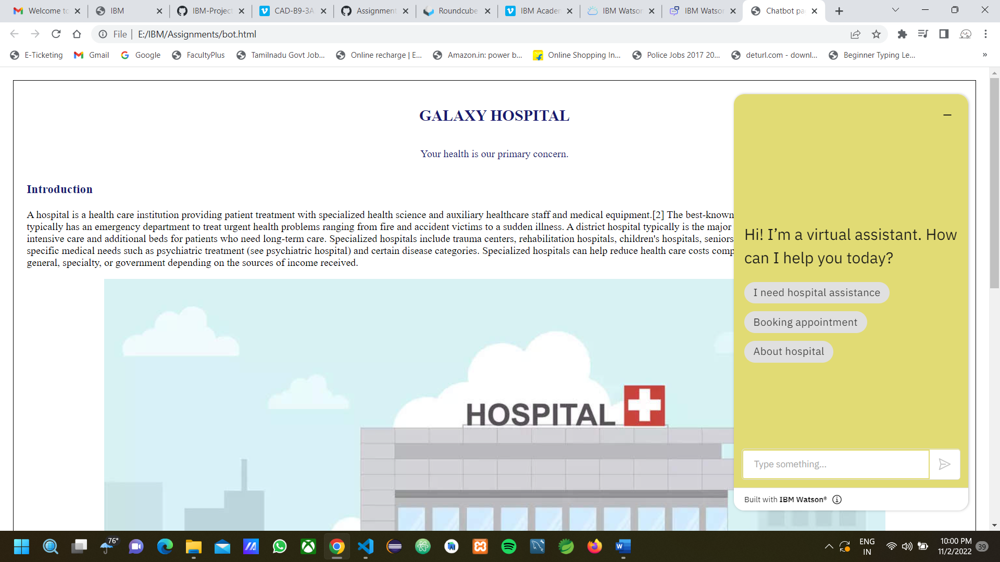 Welcome to
IBM
IBM-Project
CAD-B9-3A
Assignment
Roundcube
IBM Academ
IBM Watson
IBM Watson
Chatbot pa
File
E:/IBM/Assignments/bot.html
E-Ticketing
Gmail
Google
FacultyPlus
Tamilnadu Govt Job...
Online recharge | E...
Amazon.in: power b...
Online Shopping In...
Police Jobs 2017 20...
deturl.com - downl...
Beginner Typing Le...
»
GALAXY HOSPITAL
Your health is our primary concern.
Introduction
A hospital is a health care institution providing patient treatment with specialized health science and auxiliary healthcare staff and medical equipment.[2] The best-known
typically has an emergency department to treat urgent health problems ranging from fire and accident victims to a sudden illness. A district hospital typically is the major
intensive care and additional beds for patients who need long-term care. Specialized hospitals include trauma centers, rehabilitation hospitals, children's hospitals, seniors
specific medical needs such as psychiatric treatment (see psychiatric hospital) and certain disease categories. Specialized hospitals can help reduce health care costs comp
general, specialty, or government depending on the sources of income received.
HOSPITAL
Hi! I’m a virtual assistant. How
can I help you today?
I need hospital assistance
Booking appointment
About hospital
Type something...
Built with IBM Watson®
76°
ENG
IN
10:00 PM
11/2/2022
39